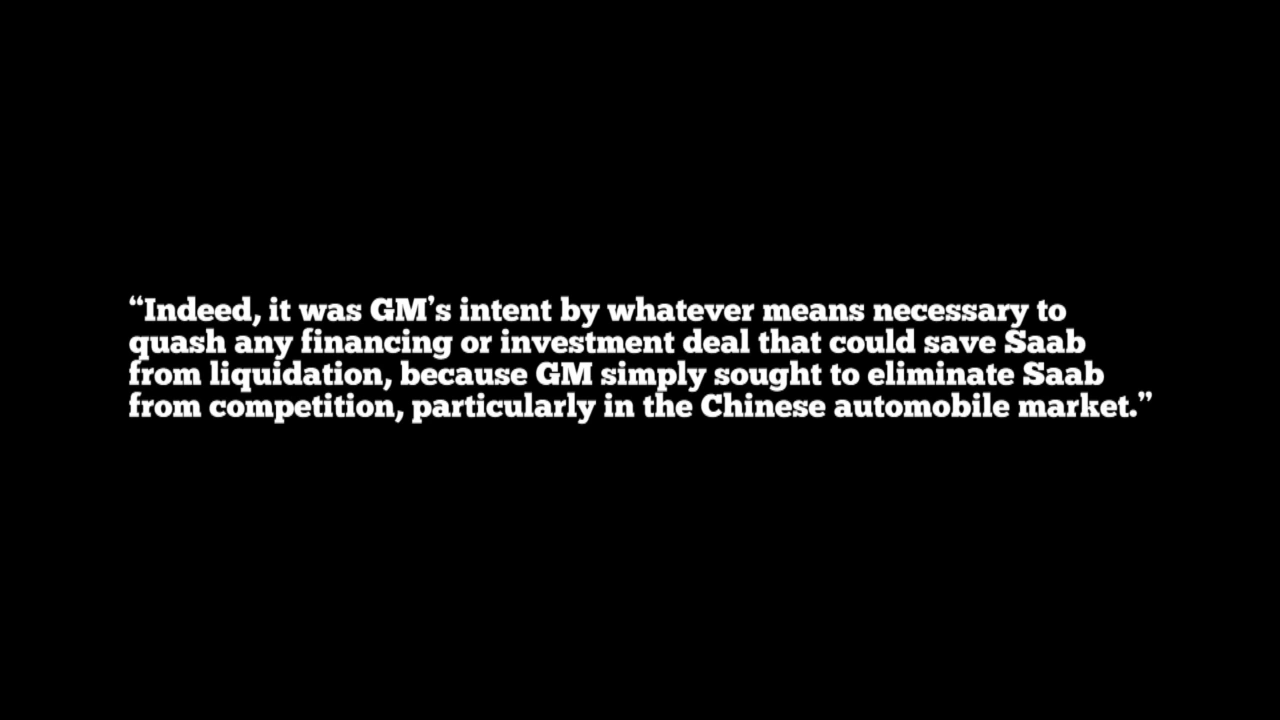 “Indeed, it was GM’s intent by whatever means necessary to
quash any financing or investment deal that could save Saab
from liquidation, because GM simply sought to eliminate Saab
from competition, particularly in the Chinese automobile market.”